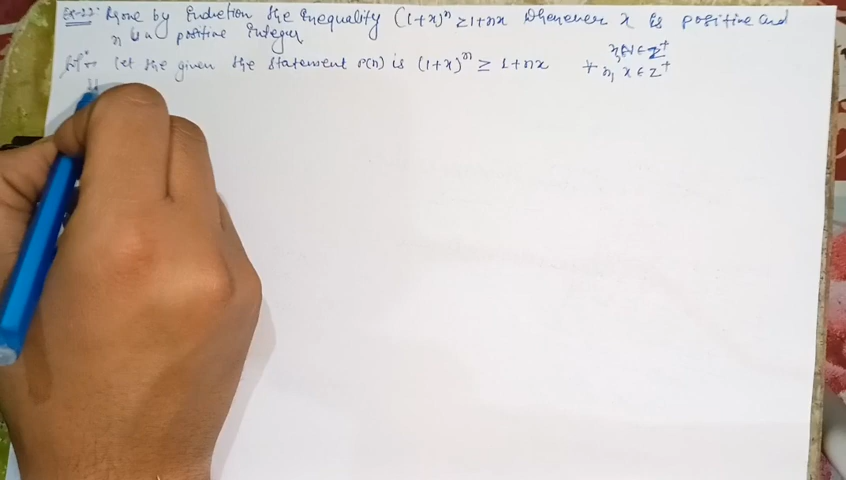 Ex-22: Prove by Induction the Inequality (1+x)ⁿ ≥ 1+nx Whenever x is positive and
n is a positive Integer
Solⁿ Let the given the statement P(n) is (1+x)ⁿ ≥ 1+nx ∀ n, x ∈ Z⁺
∈ Z⁺